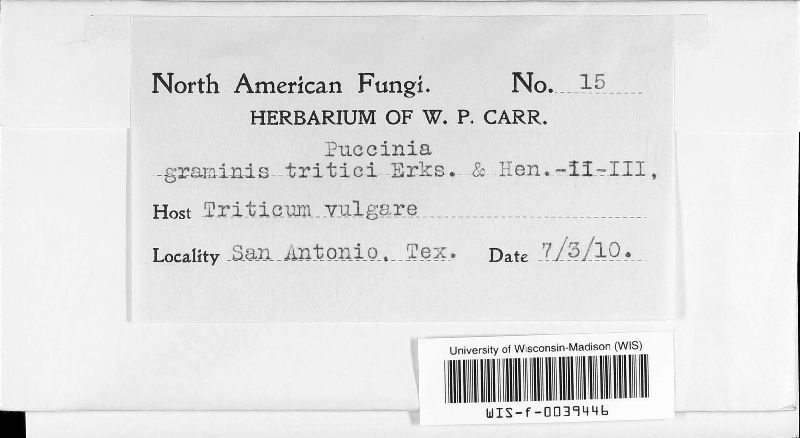 North American Fungi. No. 15
HERBARIUM OF W. P. CARR.
Puccinia
graminis tritici Erks. & Hen.-II-III,
Host Triticum vulgare
Locality San Antonio, Tex. Date 7/3/10.
University of Wisconsin-Madison (WIS)
WIS-f-0039446